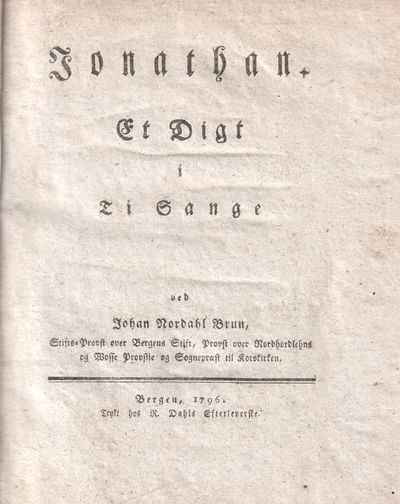 Jonathan.
Et Digt
i
Ti Sange
ved
Johan Nordahl Brun,
Stifts-Provst over Bergens Stift, Provst over Nordhordlehns
og Vosse Provstie og Sognepræst til Korskirken.
Bergen, 1796.
Trykt hos R. Dahls Efterleverske.